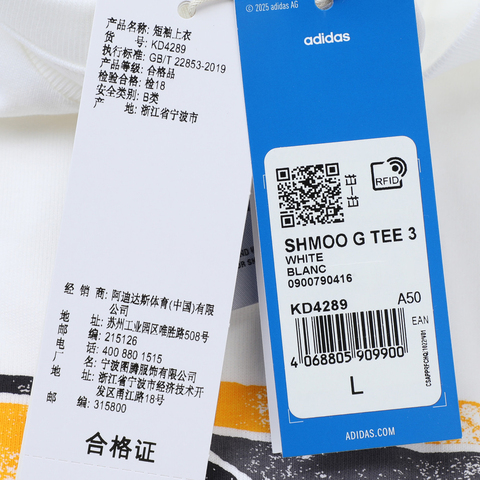 产品名称: 短袖上衣
货　　号: KD4289
执行标准: GB/T 22853-2019
产品等级: 合格品
检验合格: 检18
安全类别: B类
产　　地: 浙江省宁波市
经 销 商: 阿迪达斯体育(中国)有限
公司
地　　址: 苏州工业园区唯胜路508号
邮　　编: 215126
电　　话: 400 880 1515
厂　　名: 宁波图腾服饰有限公司
地　　址: 浙江省宁波市经济技术开
发区甬江路18号
邮　　编: 315800
合格证
© 2025 adidas AG
adidas
RFID
SHMOO G TEE 3
WHITE
BLANC
0900790416
KD4289 A50
EAN
4 068805 909900
L
ADIDAS.COM